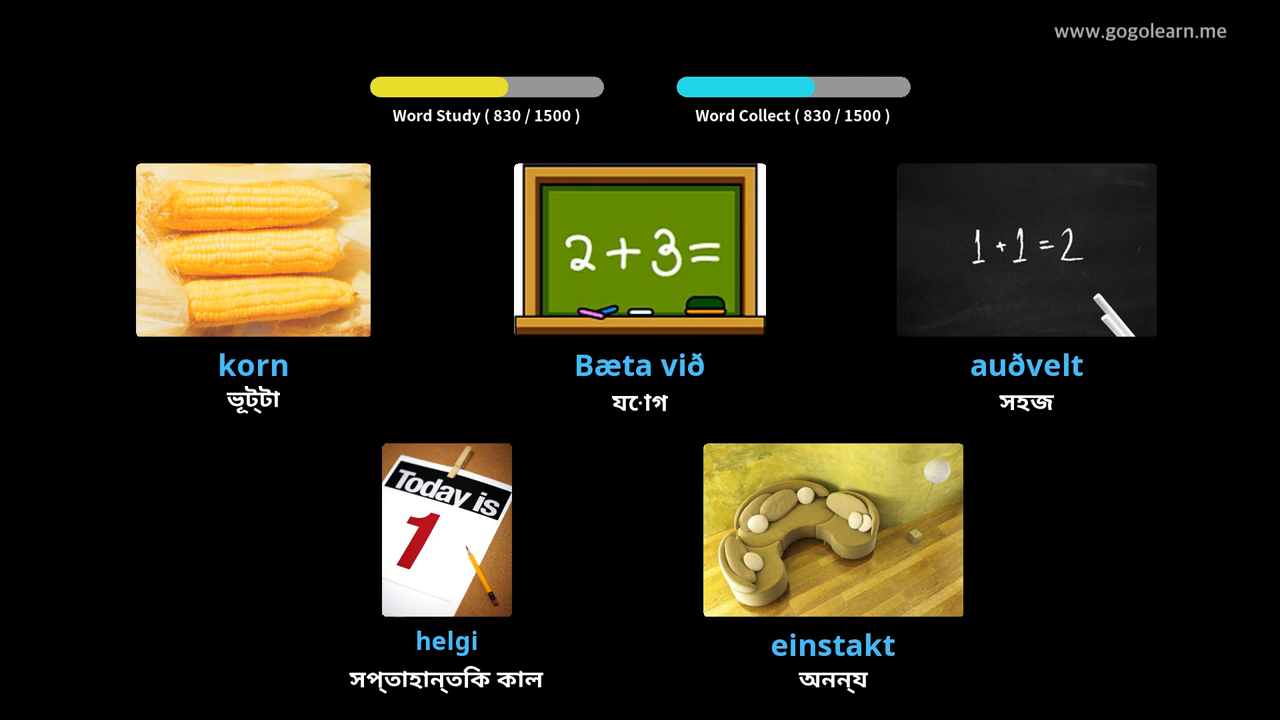 www.gogolearn.me
Word Study ( 830 / 1500 )
Word Collect ( 830 / 1500 )
2+3=
1+1=2
korn
Bæta við
auðvelt
ভূট্টা
যোগ
সহজ
Today is
1
helgi
einstakt
সপ্তাহান্তিক কাল
অনন্য